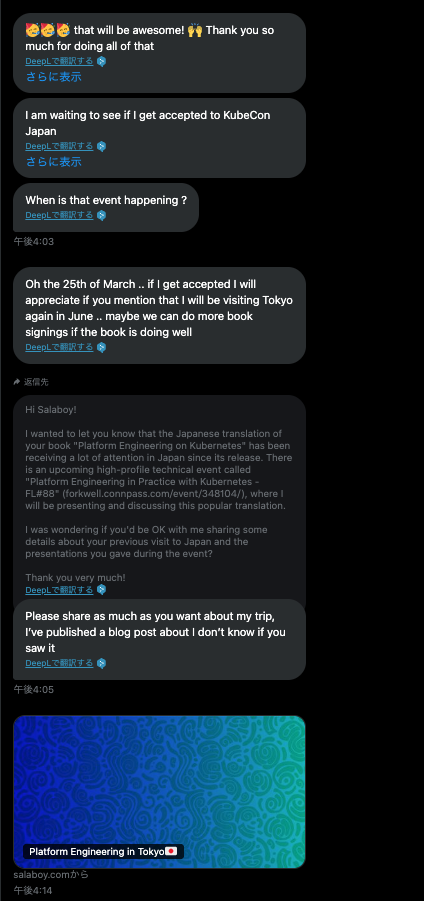 🥳🥳🥳 that will be awesome! 🙌 Thank you so
much for doing all of that
DeepLで翻訳する
さらに表示
I am waiting to see if I get accepted to KubeCon
Japan
DeepLで翻訳する
さらに表示
When is that event happening ?
DeepLで翻訳する
午後4:03
Oh the 25th of March .. if I get accepted I will
appreciate if you mention that I will be visiting Tokyo
again in June .. maybe we can do more book
signings if the book is doing well
DeepLで翻訳する
返信先
Hi Salaboy!
I wanted to let you know that the Japanese translation of
your book "Platform Engineering on Kubernetes" has been
receiving a lot of attention in Japan since its release. There
is an upcoming high-profile technical event called
"Platform Engineering in Practice with Kubernetes -
FL#88" (forkwell.connpass.com/event/348104/), where I
will be presenting and discussing this popular translation.
I was wondering if you'd be OK with me sharing some
details about your previous visit to Japan and the
presentations you gave during the event?
Thank you very much!
DeepLで翻訳する
Please share as much as you want about my trip,
I've published a blog post about I don't know if you
saw it
DeepLで翻訳する
午後4:05
Platform Engineering in Tokyo🇯🇵
salaboy.comから
午後4:14